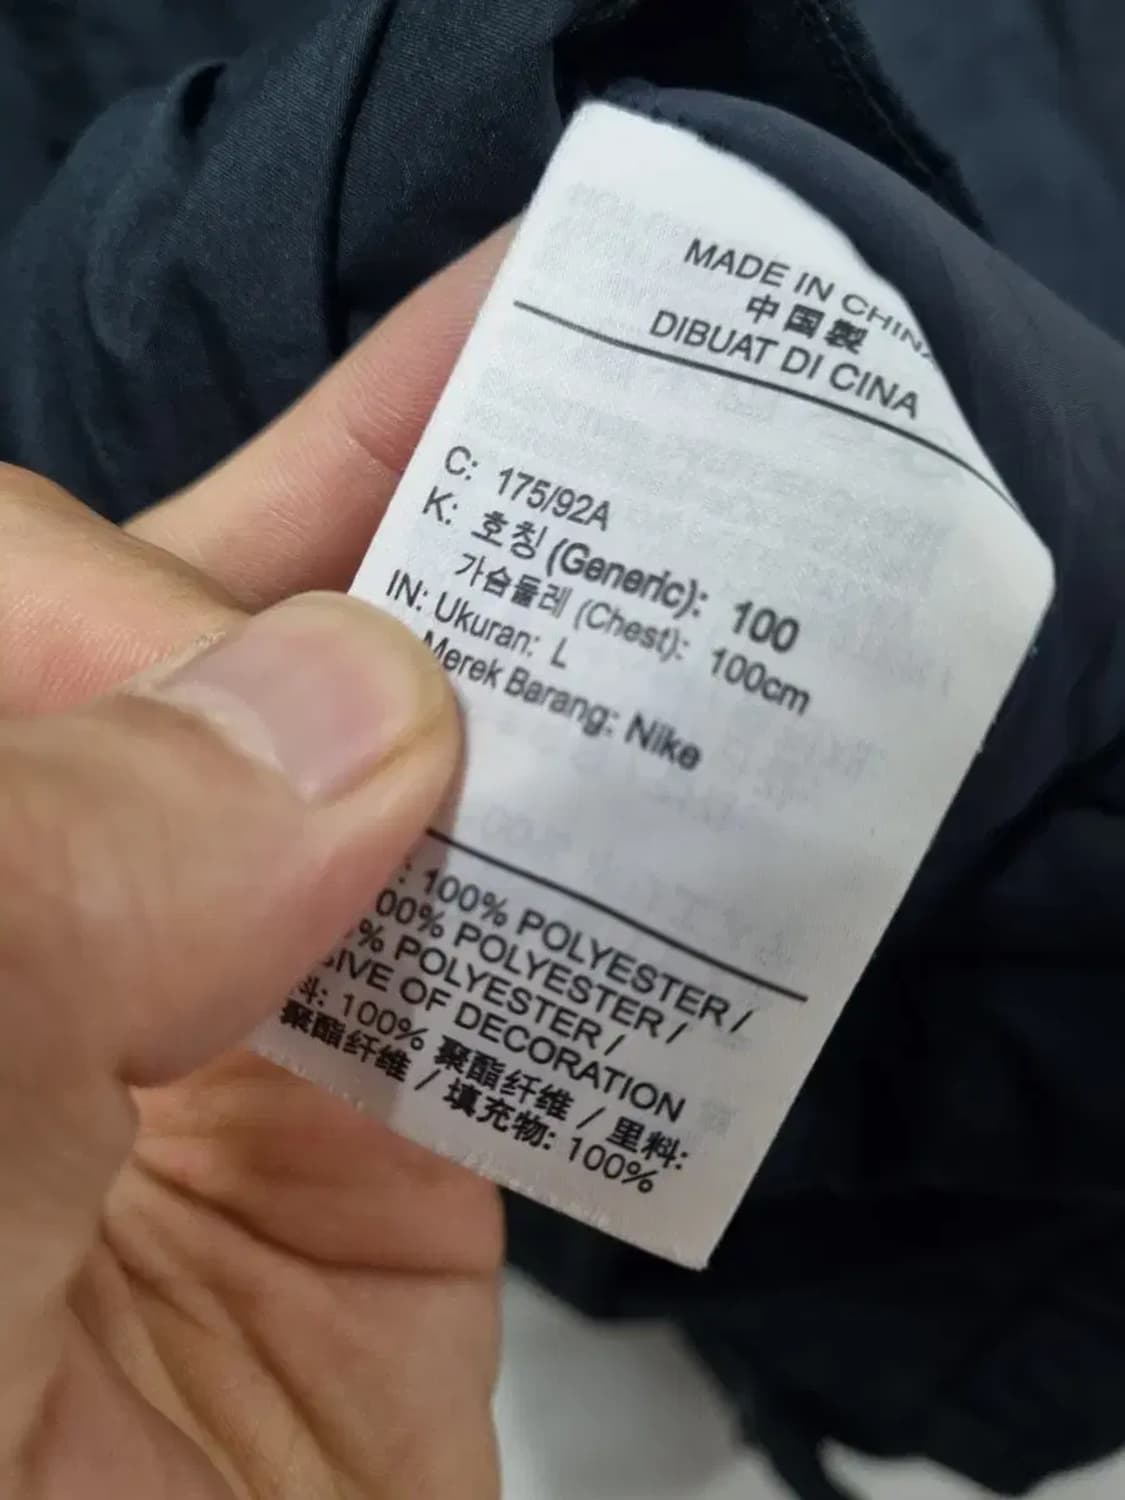 MADE IN CHINA
中国製
DIBUAT DI CINA
C: 175/92A
K: 호칭 (Generic): 100
가슴둘레 (Chest): 100cm
IN: Ukuran: L
Merek Barang: Nike
: 100% POLYESTER /
00% POLYESTER /
% POLYESTER /
SIVE OF DECORATION
料: 100% 聚酯纤维 / 里料:
聚酯纤维 / 填充物: 100%